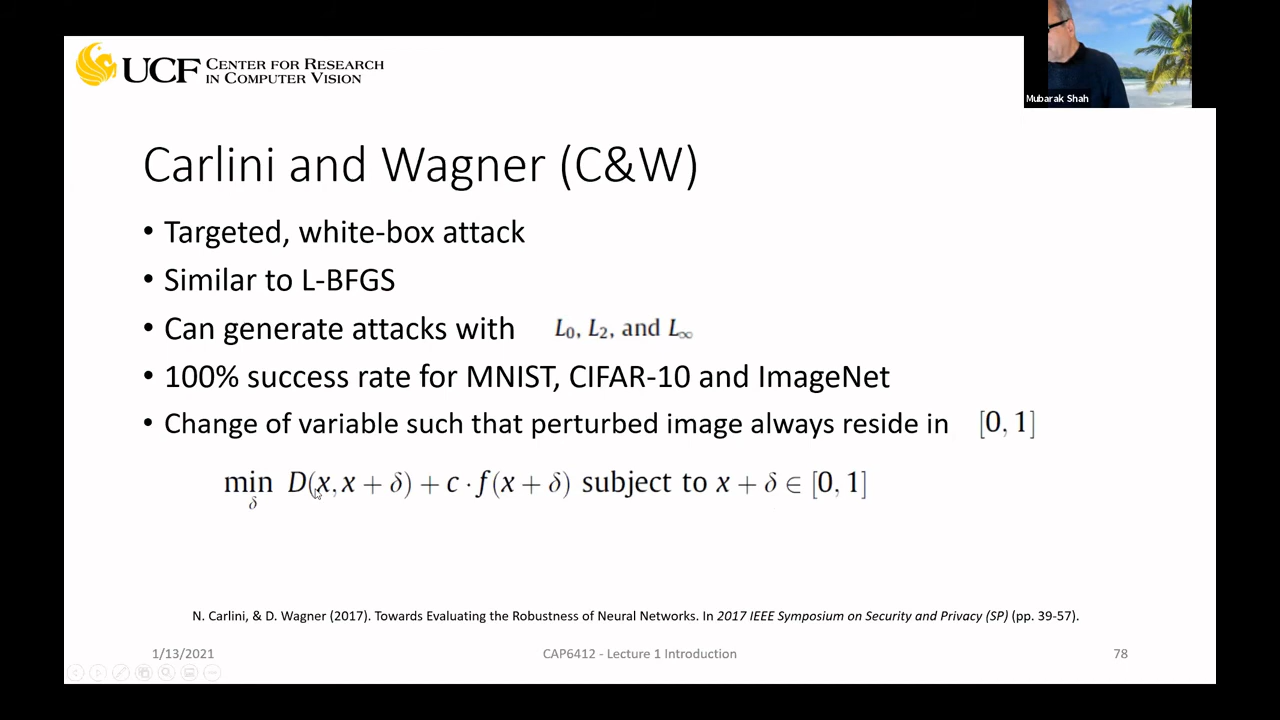 UCF CENTER FOR RESEARCH
IN COMPUTER VISION
Mubarak Shah
Carlini and Wagner (C&W)
• Targeted, white-box attack
• Similar to L-BFGS
• Can generate attacks with L₀, L₂, and L∞
• 100% success rate for MNIST, CIFAR-10 and ImageNet
• Change of variable such that perturbed image always reside in [0, 1]
min D(x, x + δ) + c · f(x + δ) subject to x + δ ∈ [0, 1]
δ
N. Carlini, & D. Wagner (2017). Towards Evaluating the Robustness of Neural Networks. In 2017 IEEE Symposium on Security and Privacy (SP) (pp. 39-57).
1/13/2021 CAP6412 - Lecture 1 Introduction 78